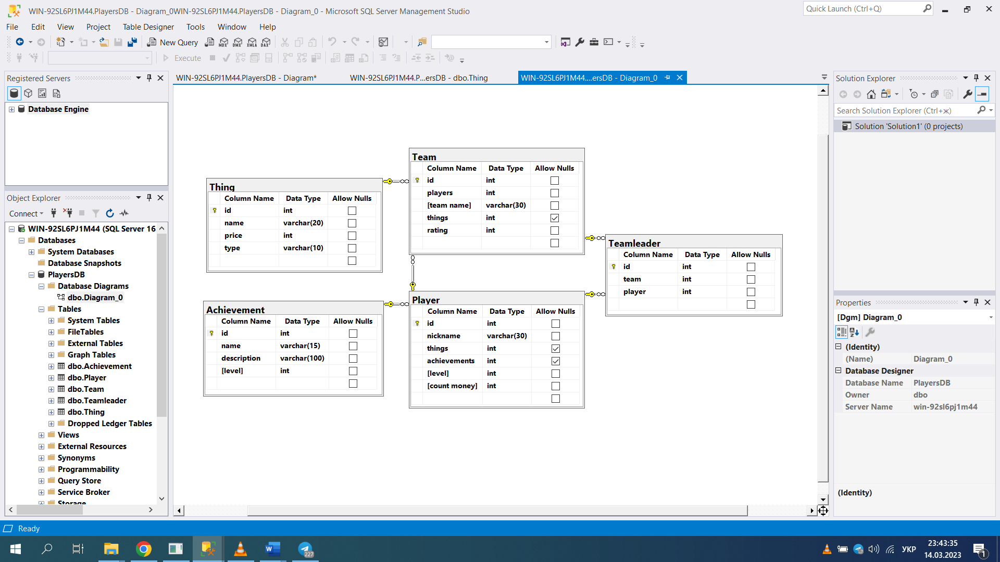 WIN-92SL6PJ1M44.PlayersDB - Diagram_0WIN-92SL6PJ1M44.PlayersDB - Diagram_0 - Microsoft SQL Server Management Studio
Quick Launch (Ctrl+Q)
File Edit View Project Table Designer Tools Window Help
New Query MDX DMX XMLA DAX
Execute
Registered Servers
Database Engine
Object Explorer
Connect
WIN-92SL6PJ1M44 (SQL Server 16
Databases
System Databases
Database Snapshots
PlayersDB
Database Diagrams
dbo.Diagram_0
Tables
System Tables
FileTables
External Tables
Graph Tables
dbo.Achievement
dbo.Player
dbo.Team
dbo.Teamleader
dbo.Thing
Dropped Ledger Tables
Views
External Resources
Synonyms
Programmability
Query Store
Service Broker
Storage
WIN-92SL6PJ1M44.PlayersDB - Diagram*
WIN-92SL6PJ1M44.P...ersDB - dbo.Thing
WIN-92SL6PJ1M44....ersDB - Diagram_0
Thing
Column Name Data Type Allow Nulls
id int
name varchar(20)
price int
type varchar(10)
Team
Column Name Data Type Allow Nulls
id int
players int
[team name] varchar(30)
things int
rating int
Teamleader
Column Name Data Type Allow Nulls
id int
team int
player int
Achievement
Column Name Data Type Allow Nulls
id int
name varchar(15)
description varchar(100)
[level] int
Player
Column Name Data Type Allow Nulls
id int
nickname varchar(30)
things int
achievements int
[level] int
[count money] int
Solution Explorer
Search Solution Explorer (Ctrl+ж)
Solution 'Solution1' (0 projects)
Properties
[Dgm] Diagram_0
(Identity)
(Name) Diagram_0
Database Designer
Database Name PlayersDB
Owner dbo
Server Name win-92sl6pj1m44
(Identity)
Ready
227
УКР
23:43:35
14.03.2023
1